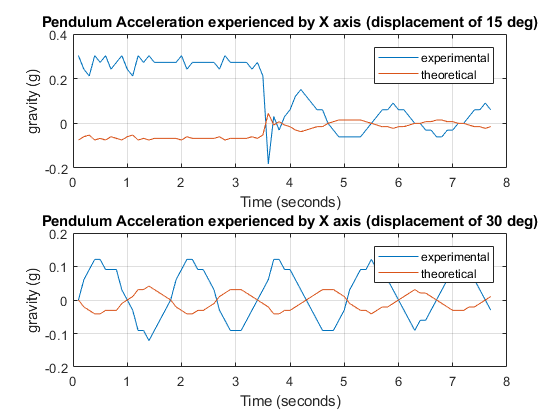 Pendulum Acceleration experienced by X axis (displacement of 15 deg)
0.4
0.2
0
-0.2
gravity (g)
experimental
theoretical
0 1 2 3 4 5 6 7 8
Time (seconds)
Pendulum Acceleration experienced by X axis (displacement of 30 deg)
0.2
0.1
0
-0.1
-0.2
gravity (g)
experimental
theoretical
0 1 2 3 4 5 6 7 8
Time (seconds)